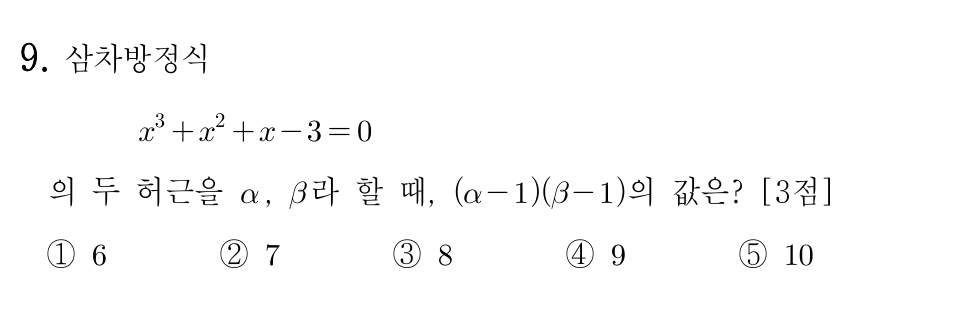 9. 삼차방정식
x³+x²+x-3=0
의 두 허근을 α, β라 할 때, (α-1)(β-1)의 값은? [3점]
① 6 ② 7 ③ 8 ④ 9 ⑤ 10